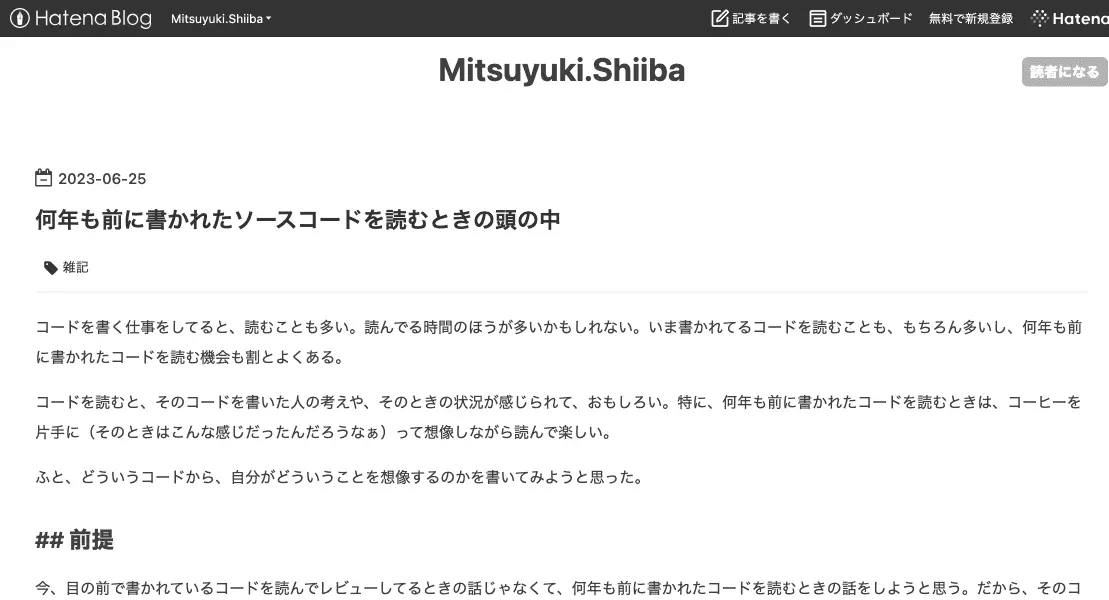 Hatena Blog Mitsuyuki.Shiiba 記事を書く ダッシュボード 無料で新規登録 Hatena
Mitsuyuki.Shiiba
読者になる
2023-06-25
何年も前に書かれたソースコードを読むときの頭の中
雑記
コードを書く仕事をしてると、読むことも多い。読んでる時間のほうが多いかもしれない。いま書かれてるコードを読むことも、もちろん多いし、何年も前
に書かれたコードを読む機会も割とよくある。
コードを読むと、そのコードを書いた人の考えや、そのときの状況が感じられて、おもしろい。特に、何年も前に書かれたコードを読むときは、コーヒーを
片手に（そのときはこんな感じだったんだろうなぁ）って想像しながら読んで楽しい。
ふと、どういうコードから、自分がどういうことを想像するのかを書いてみようと思った。
## 前提
今、目の前で書かれているコードを読んでレビューしてるときの話じゃなくて、何年も前に書かれたコードを読むときの話をしようと思う。だから、そのコ